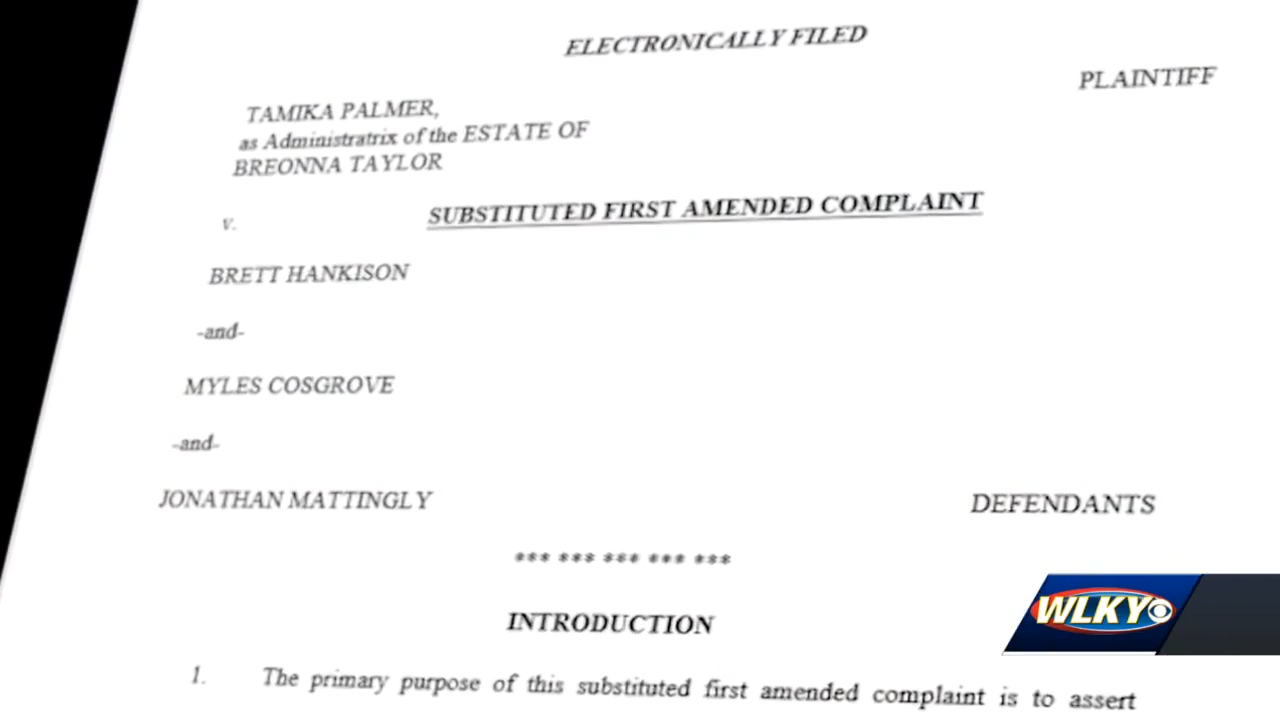 ELECTRONICALLY FILED
PLAINTIFF
TAMIKA PALMER,
as Administratrix of the ESTATE OF
BREONNA TAYLOR
v.
SUBSTITUTED FIRST AMENDED COMPLAINT
BRETT HANKISON
-and-
MYLES COSGROVE
-and-
JONATHAN MATTINGLY
DEFENDANTS
*** *** *** *** ***
INTRODUCTION
1. The primary purpose of this substituted first amended complaint is to assert
WLKY